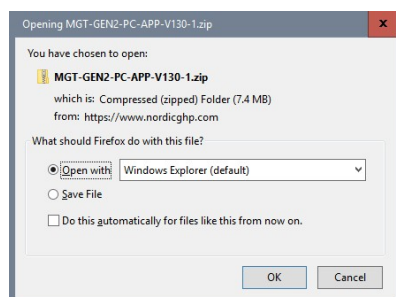 Opening MGT-GEN2-PC-APP-V130-1.zip
x
You have chosen to open:
MGT-GEN2-PC-APP-V130-1.zip
which is: Compressed (zipped) Folder (7.4 MB)
from: https://www.nordicghp.com
What should Firefox do with this file?
Open with Windows Explorer (default)
Save File
Do this automatically for files like this from now on.
OK Cancel